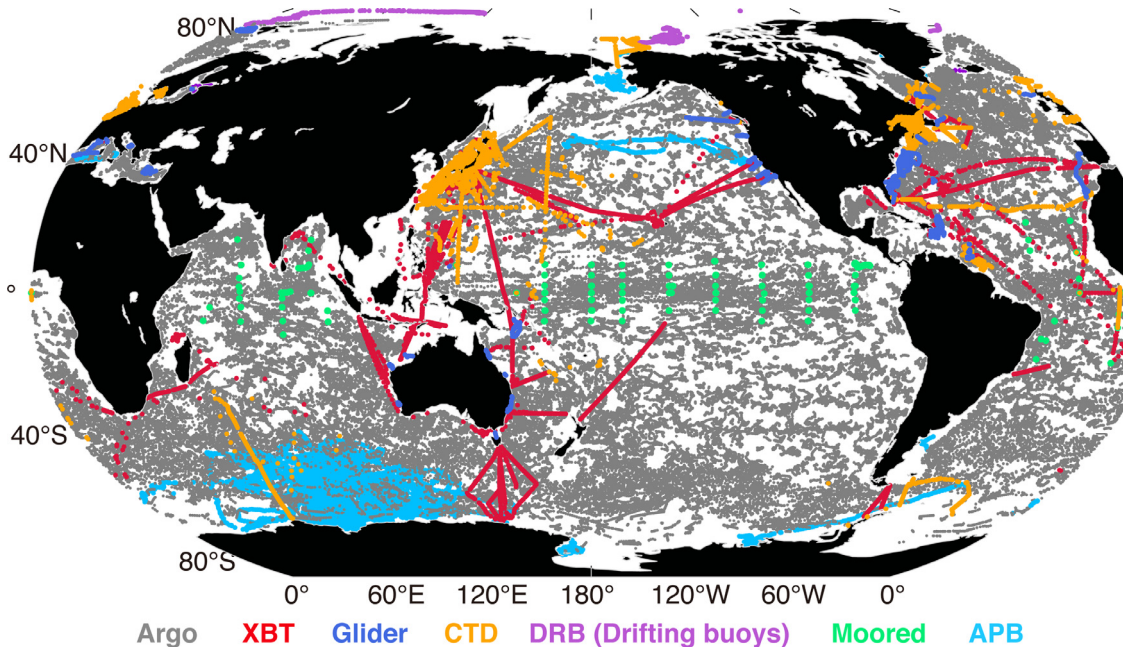 80°N
40°N
°
40°S
80°S
0° 60°E 120°E 180° 120°W 60°W 0°
Argo XBT Glider CTD DRB (Drifting buoys) Moored APB